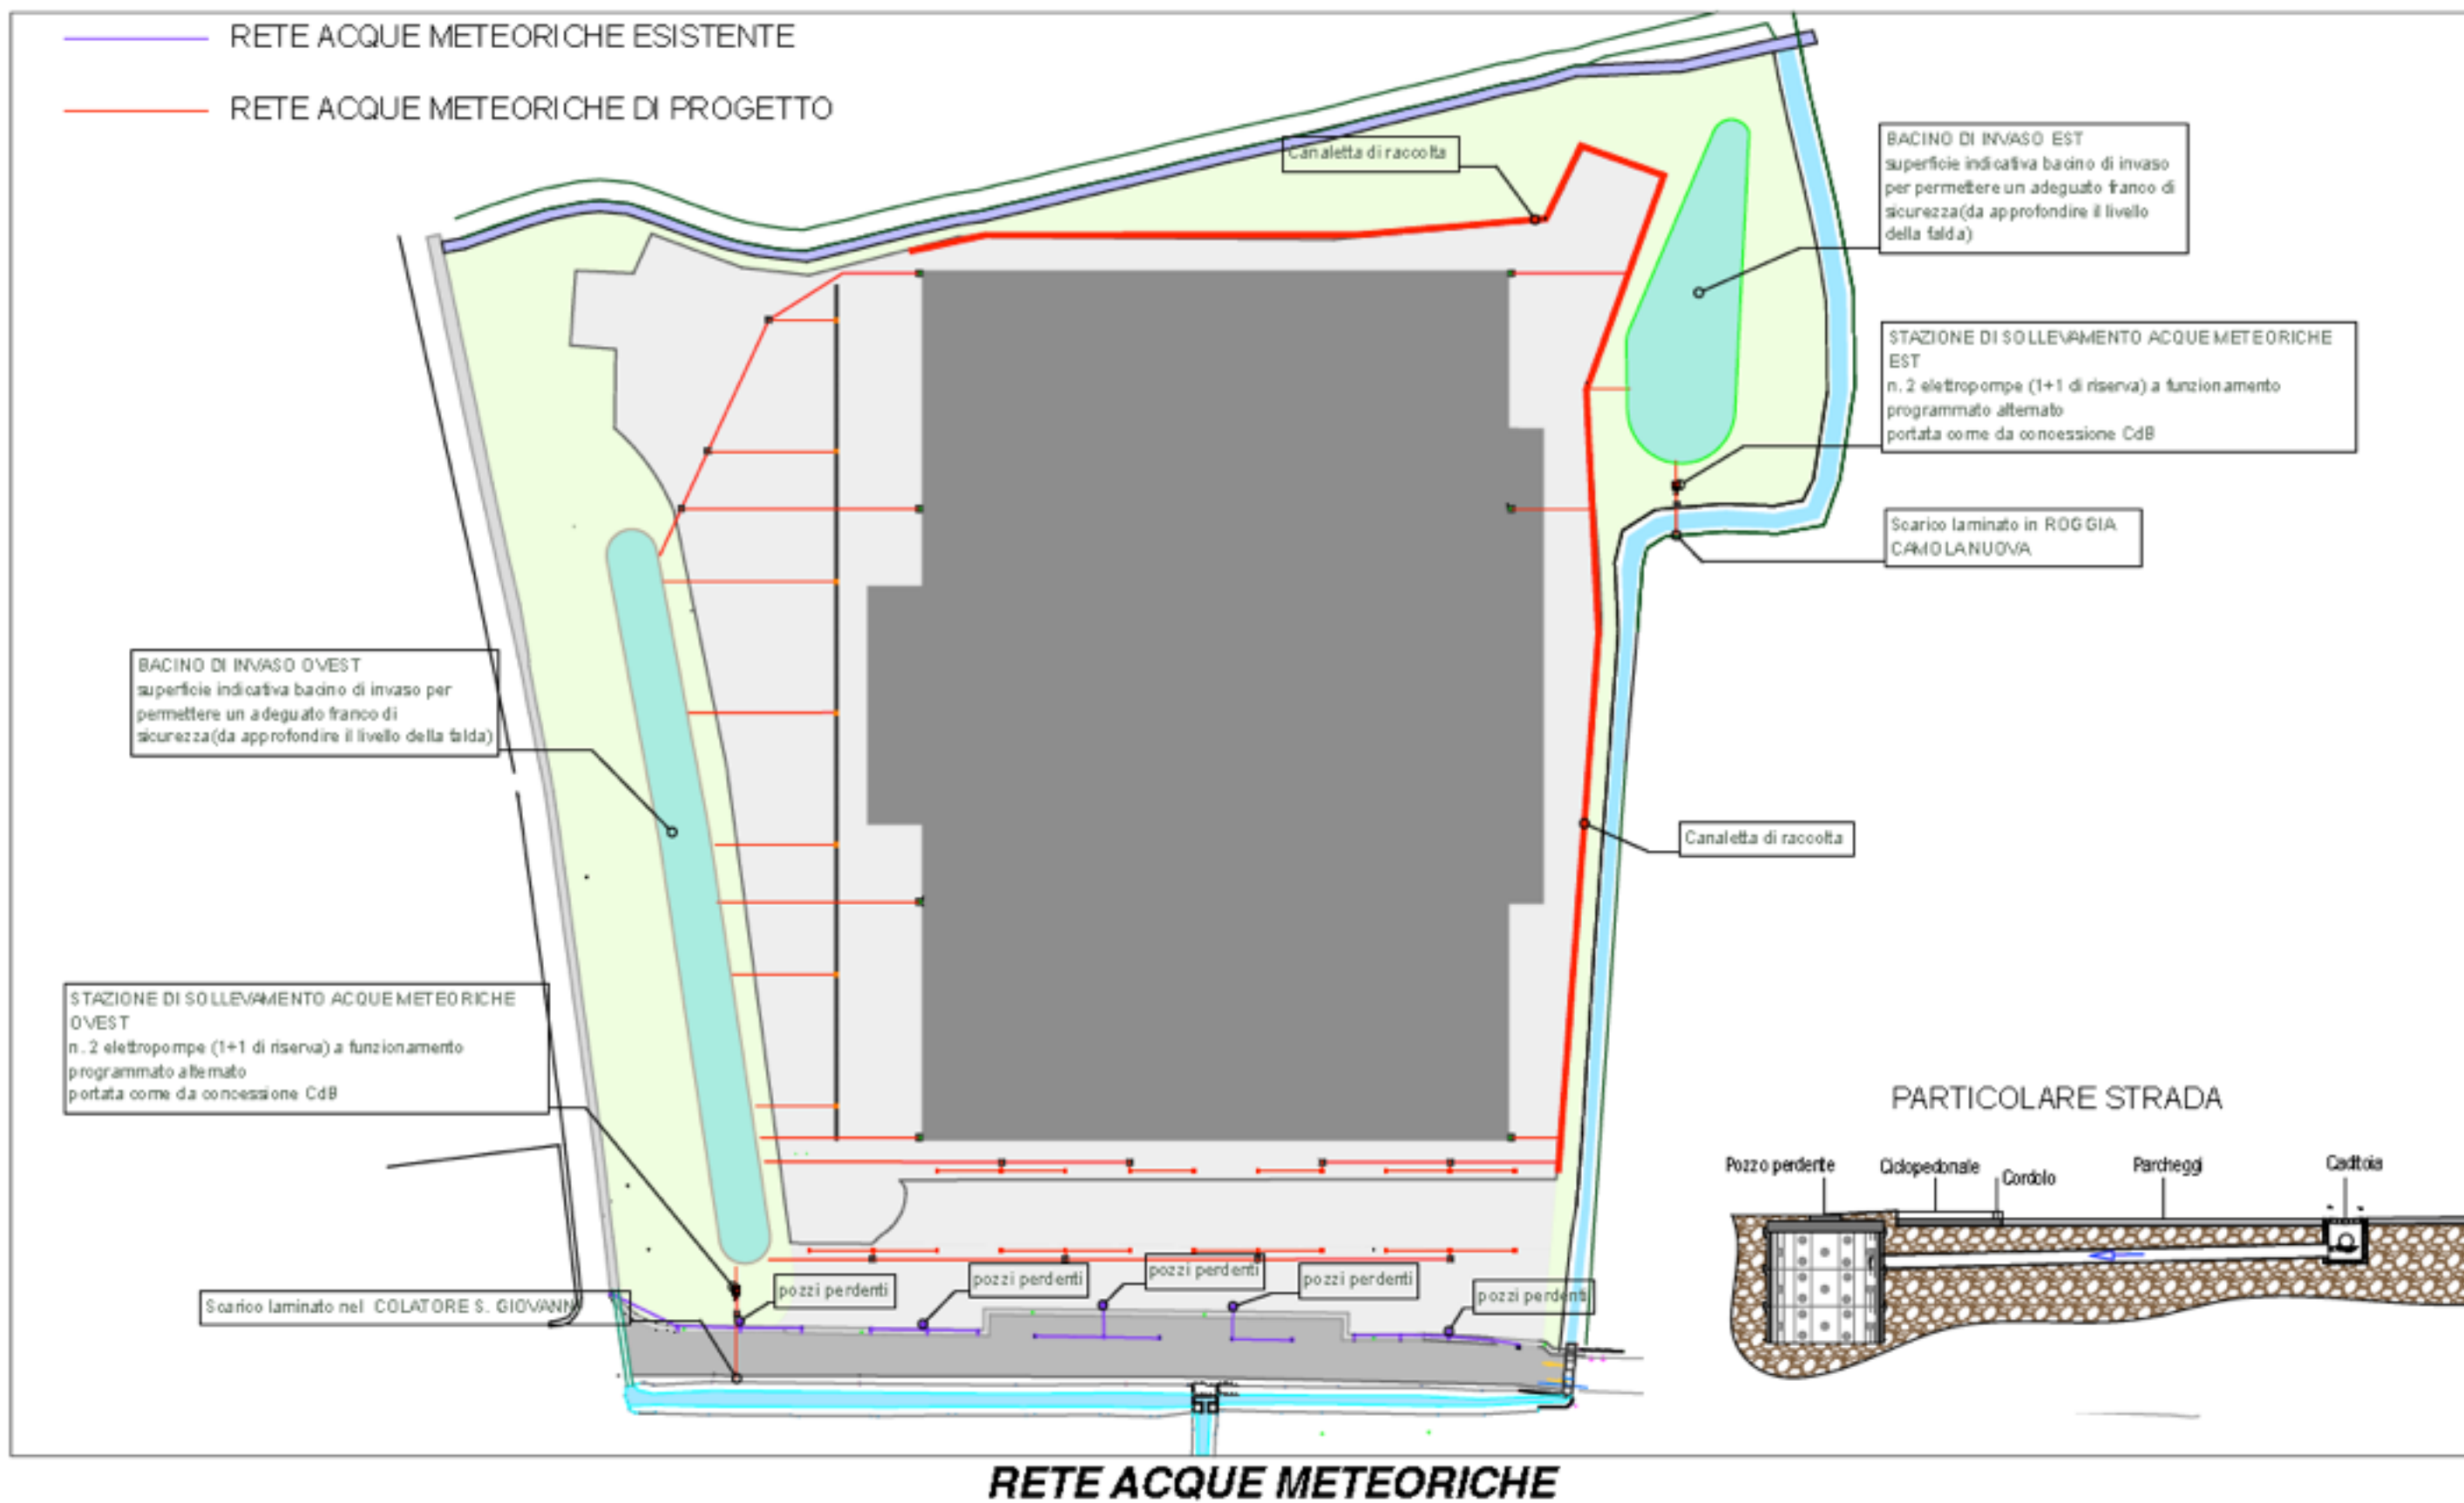 RETE ACQUE METEORICHE ESISTENTE
RETE ACQUE METEORICHE DI PROGETTO
Canaletta di raccolta
BACINO DI INVASO EST
superficie indicativa bacino di invaso
per permettere un adeguato franco di
sicurezza(da approfondire il livello
della falda)
STAZIONE DI SOLLEVAMENTO ACQUE METEORICHE
EST
n. 2 elettropompe (1+1 di riserva) a funzionamento
programmato alternato
portata come da concessione CdB
Scarico laminato in ROGGIA
CAMOLA NUOVA
BACINO DI INVASO OVEST
superficie indicativa bacino di invaso per
permettere un adeguato franco di
sicurezza(da approfondire il livello della falda)
Canaletta di raccolta
STAZIONE DI SOLLEVAMENTO ACQUE METEORICHE
OVEST
n. 2 elettropompe (1+1 di riserva) a funzionamento
programmato alternato
portata come da concessione CdB
PARTICOLARE STRADA
Pozzo perdente
Ciclopedonale
Cordolo
Parcheggi
Caditoia
pozzi perdenti
pozzi perdenti
pozzi perdenti
pozzi perdenti
pozzi perdenti
Scarico laminato nel COLATORE S. GIOVANNI
RETE ACQUE METEORICHE